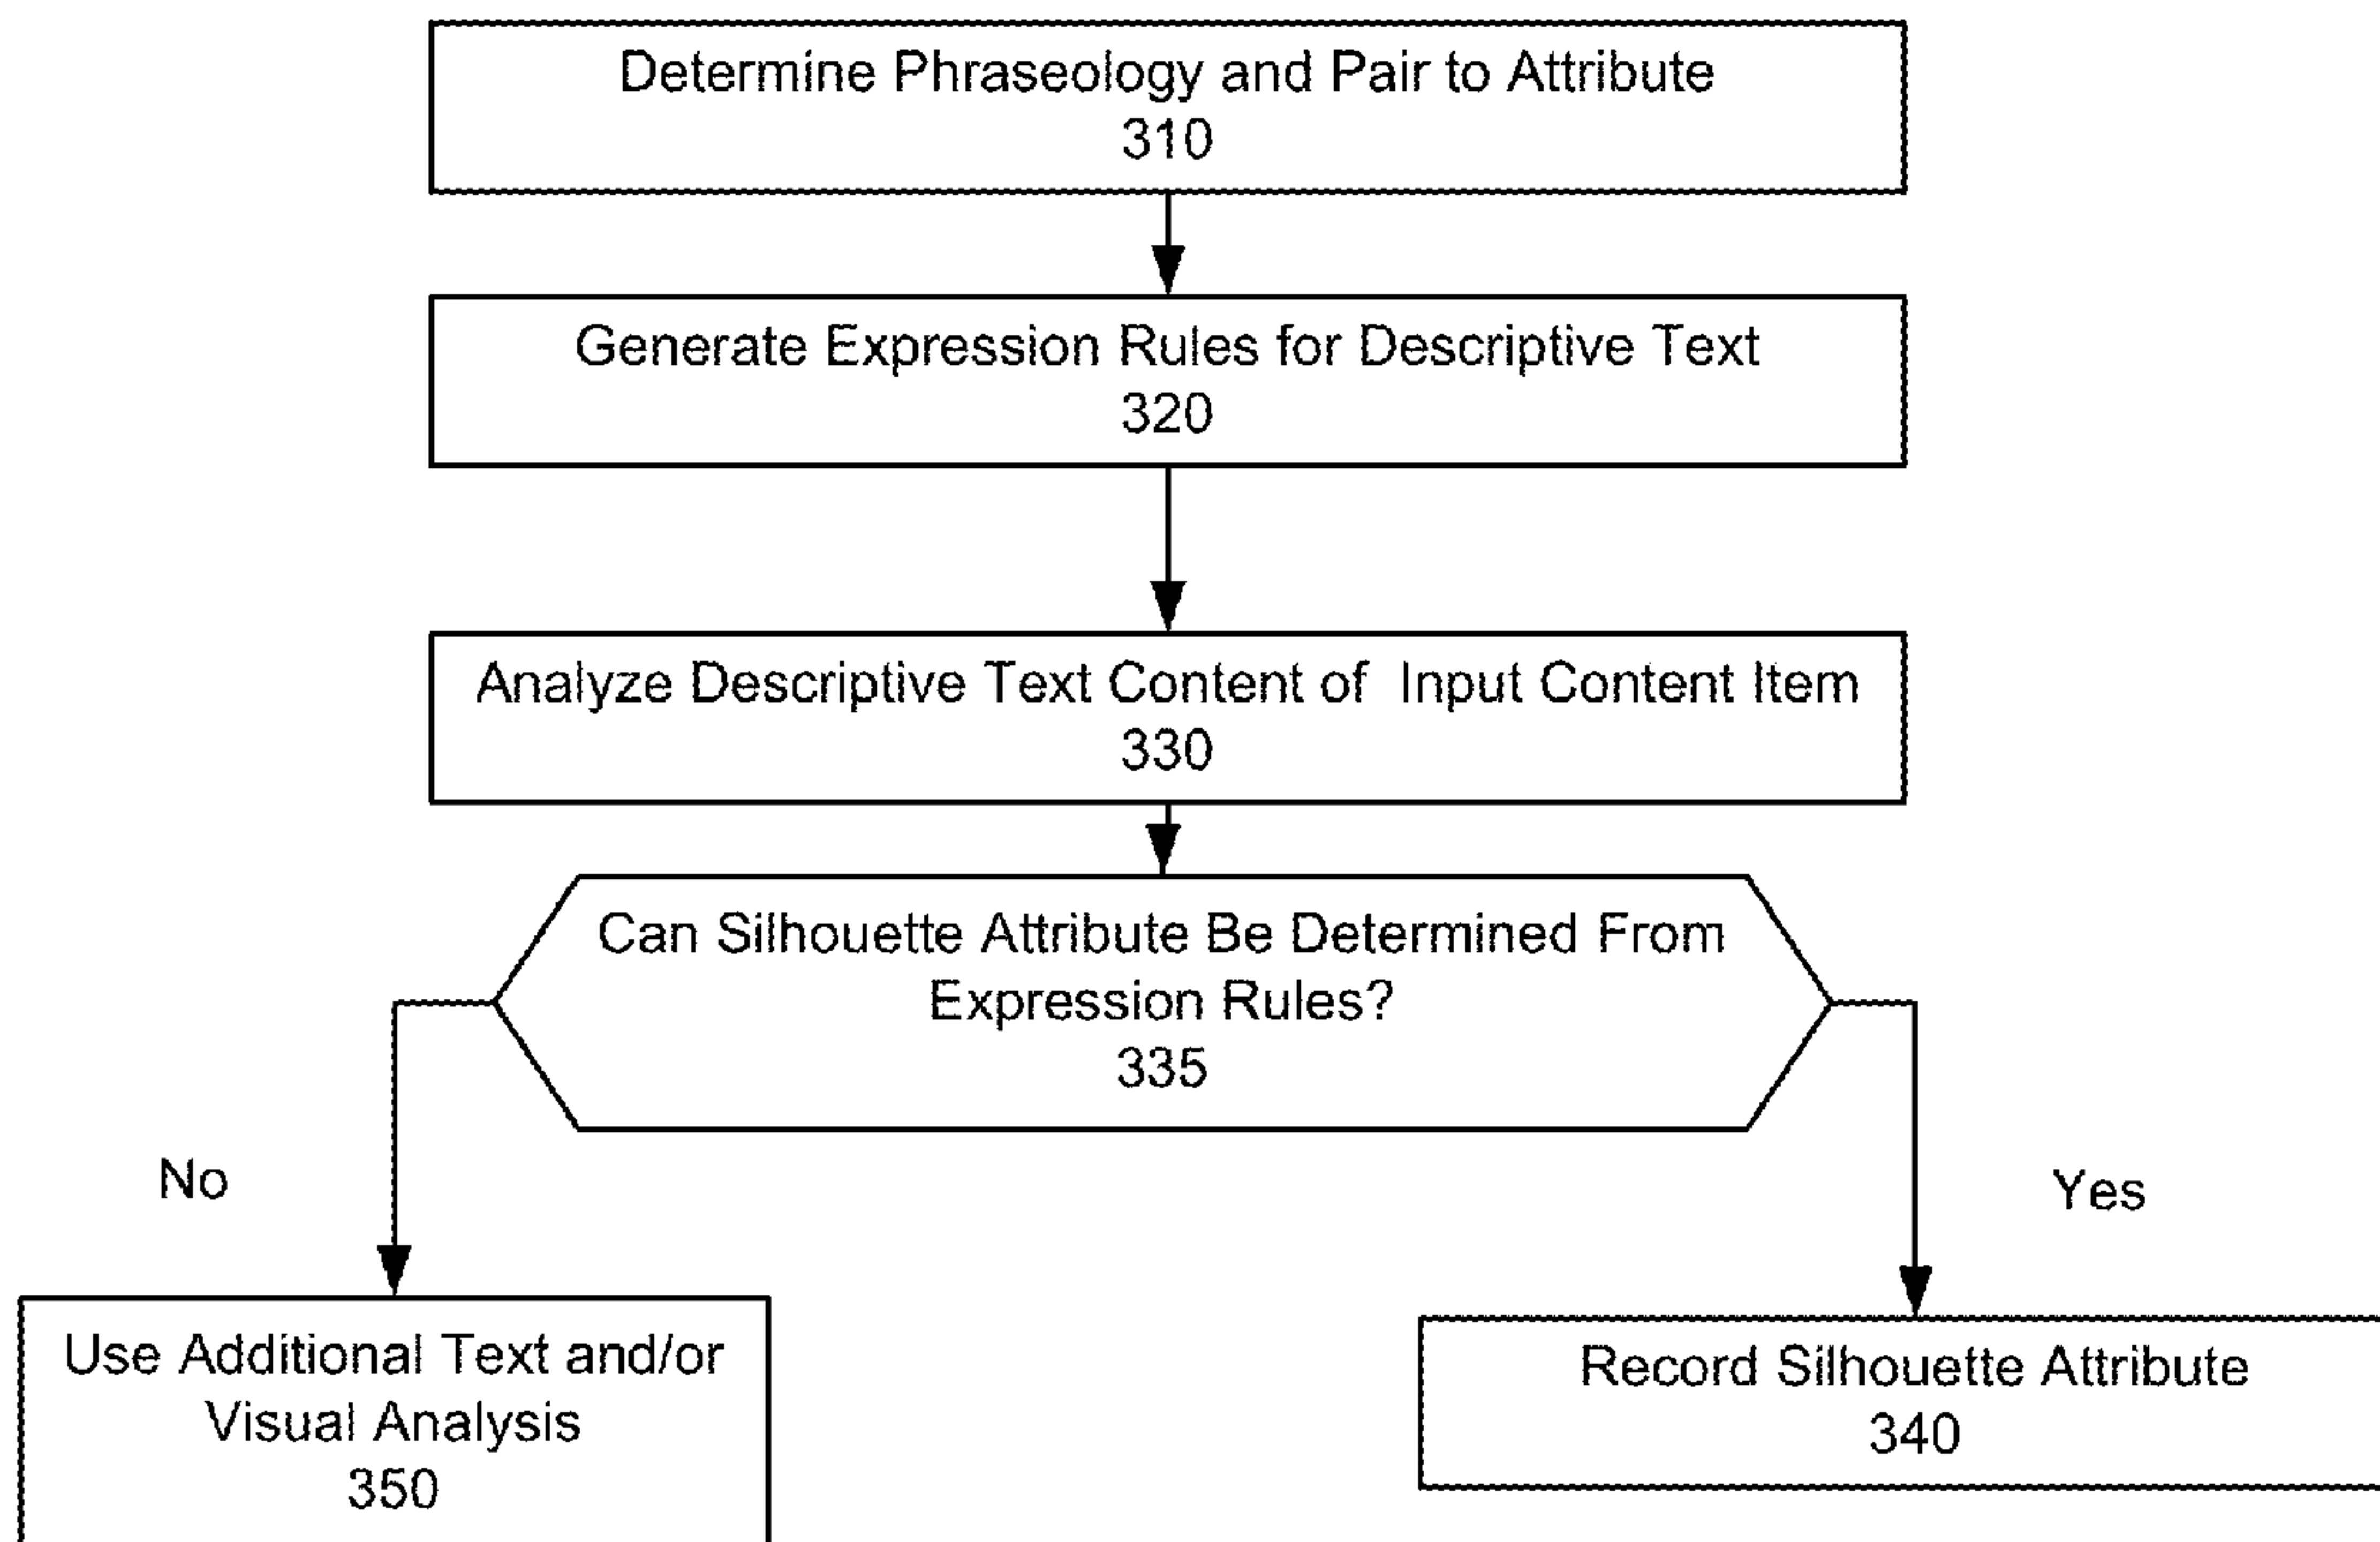 Determine Phraseology and Pair to Attribute
310
Generate Expression Rules for Descriptive Text
320
Analyze Descriptive Text Content of Input Content Item
330
Can Silhouette Attribute Be Determined From
Expression Rules?
335
No
Yes
Use Additional Text and/or
Visual Analysis
350
Record Silhouette Attribute
340